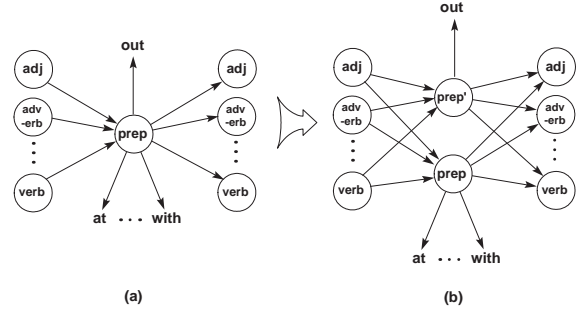 out
adj
adj
adv
-erb
prep
adv
-erb
verb
verb
at ... with
(a)
out
adj
adj
prep'
adv
-erb
adv
-erb
prep
verb
verb
at ... with
(b)